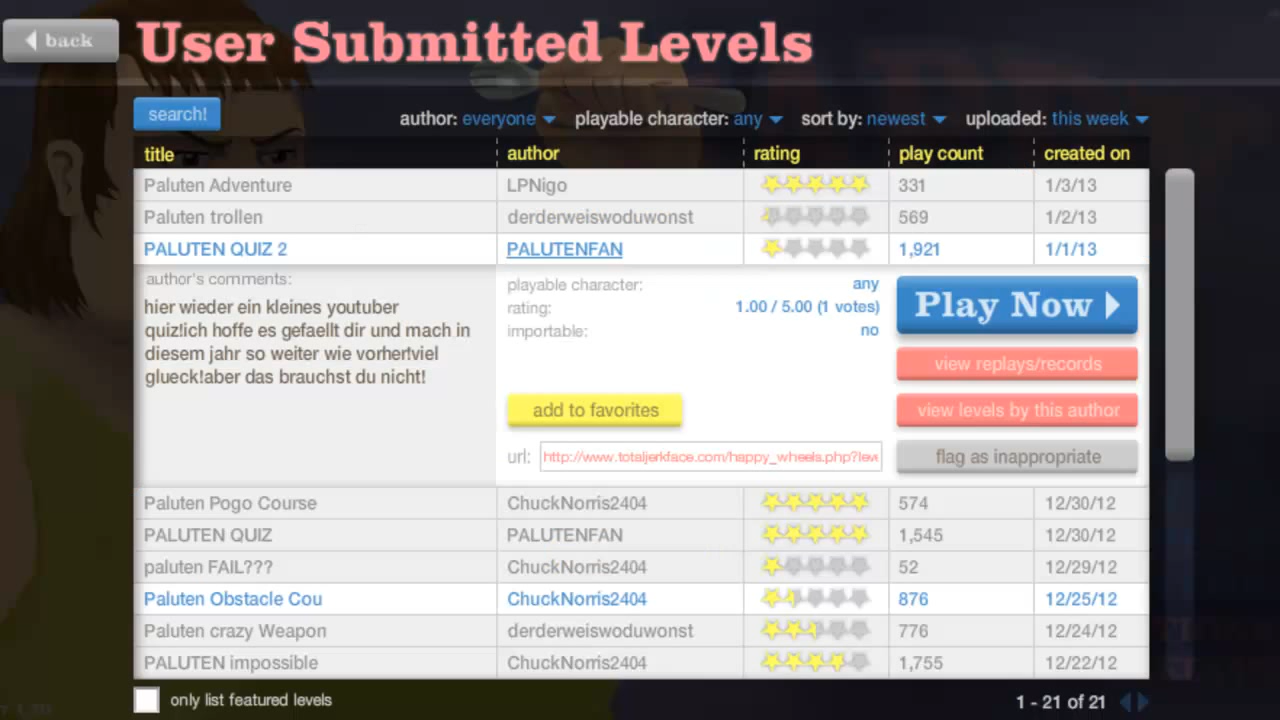 back
User Submitted Levels
search!
author: everyone playable character: any sort by: newest uploaded: this week
title author rating play count created on
Paluten Adventure LPNigo 331 1/3/13
Paluten trollen derderweiswoduwonst 569 1/2/13
PALUTEN QUIZ 2 PALUTENFAN 1,921 1/1/13
author's comments:
hier wieder ein kleines youtuber
quiz!ich hoffe es gefaellt dir und mach in
diesem jahr so weiter wie vorher!viel
glueck!aber das brauchst du nicht!
playable character: any
rating: 1.00 / 5.00 (1 votes)
importable: no
add to favorites
url: http://www.totaljerkface.com/happy_wheels.php?lev
Play Now
view replays/records
view levels by this author
flag as inappropriate
Paluten Pogo Course ChuckNorris2404 574 12/30/12
PALUTEN QUIZ PALUTENFAN 1,545 12/30/12
paluten FAIL??? ChuckNorris2404 52 12/29/12
Paluten Obstacle Cou ChuckNorris2404 876 12/25/12
Paluten crazy Weapon derderweiswoduwonst 776 12/24/12
PALUTEN impossible ChuckNorris2404 1,755 12/22/12
only list featured levels
1 - 21 of 21